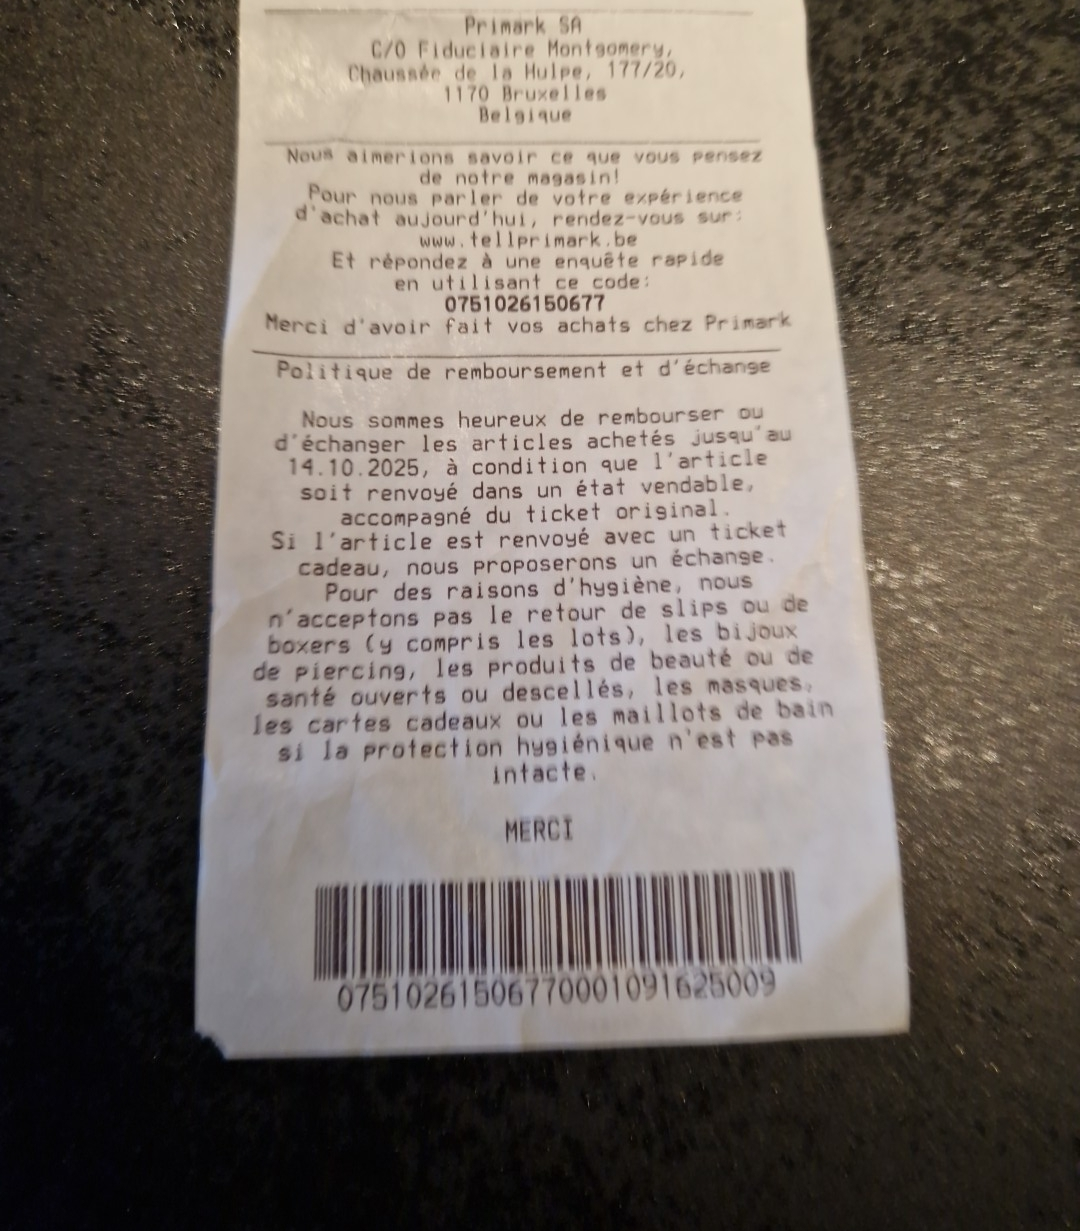 Primark SA
C/O Fiduciaire Montgomery,
Chaussée de la Hulpe, 177/20,
1170 Bruxelles
Belgique
Nous aimerions savoir ce que vous pensez
de notre magasin!
Pour nous parler de votre expérience
d'achat aujourd'hui, rendez-vous sur:
www.tellprimark.be
Et répondez à une enquête rapide
en utilisant ce code:
0751026150677
Merci d'avoir fait vos achats chez Primark
Politique de remboursement et d'échange
Nous sommes heureux de rembourser ou
d'échanger les articles achetés jusqu'au
14.10.2025, à condition que l'article
soit renvoyé dans un état vendable,
accompagné du ticket original.
Si l'article est renvoyé avec un ticket
cadeau, nous proposerons un échange.
Pour des raisons d'hygiène, nous
n'acceptons pas le retour de slips ou de
boxers (y compris les lots), les bijoux
de piercing, les produits de beauté ou de
santé ouverts ou descellés, les masques,
les cartes cadeaux ou les maillots de bain
si la protection hygiénique n'est pas
intacte.
MERCI
07510261506770001091625009